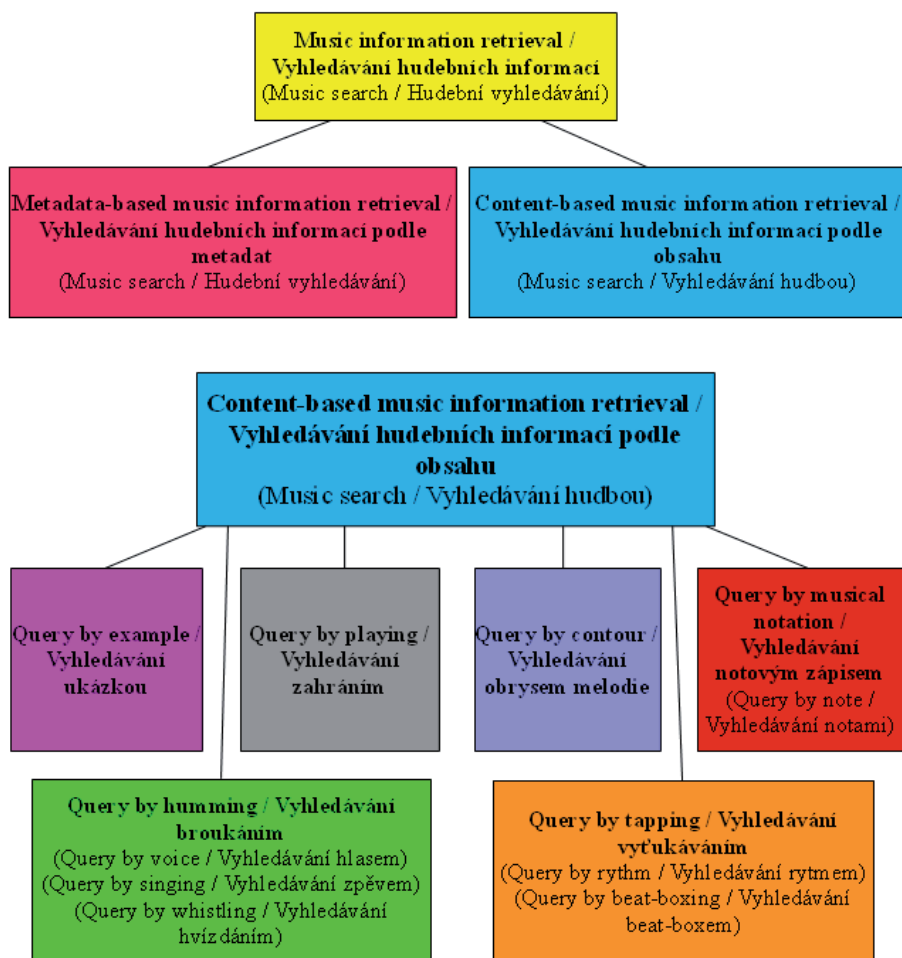 Music information retrieval /
Vyhledávání hudebních informací
(Music search / Hudební vyhledávání)
Metadata-based music information retrieval /
Vyhledávání hudebních informací podle
metadat
(Music search / Hudební vyhledávání)
Content-based music information retrieval /
Vyhledávání hudebních informací podle
obsahu
(Music search / Vyhledávání hudbou)
Content-based music information retrieval /
Vyhledávání hudebních informací podle
obsahu
(Music search / Vyhledávání hudbou)
Query by example /
Vyhledávání
ukázkou
Query by playing /
Vyhledávání
zahráním
Query by contour /
Vyhledávání
obrysem melodie
Query by musical
notation /
Vyhledávání
notovým zápisem
(Query by note /
Vyhledávání notami)
Query by humming / Vyhledávání
broukáním
(Query by voice / Vyhledávání hlasem)
(Query by singing / Vyhledávání zpěvem)
(Query by whistling / Vyhledávání
hvízdáním)
Query by tapping / Vyhledávání
vyťukáváním
(Query by rythm / Vyhledávání rytmem)
(Query by beat-boxing / Vyhledávání
beat-boxem)